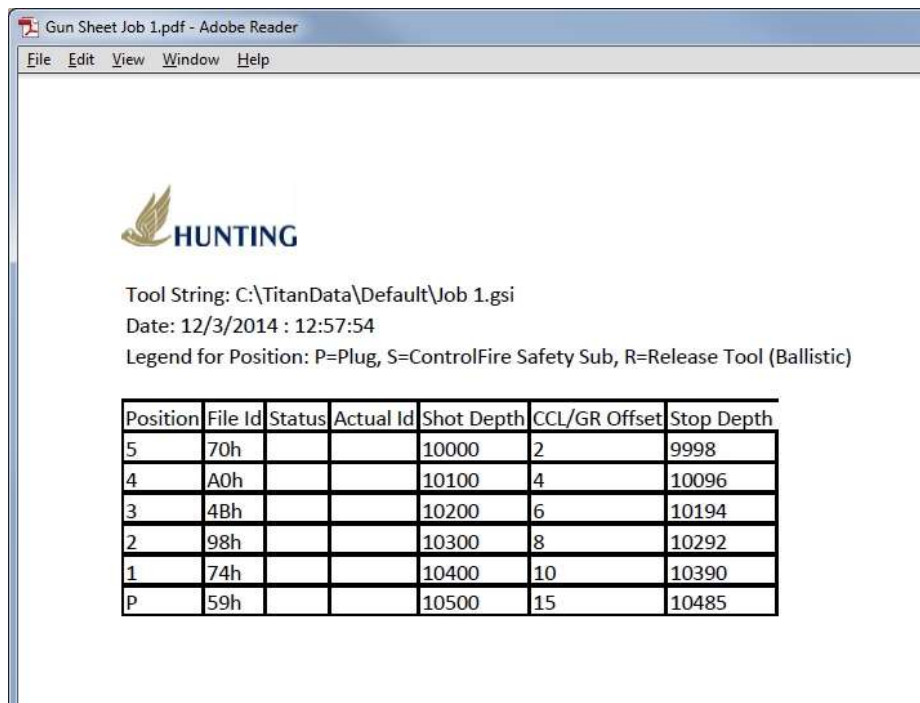 Gun Sheet Job 1.pdf - Adobe Reader
File Edit View Window Help
HUNTING
Tool String: C:\TitanData\Default\Job 1.gsi
Date: 12/3/2014 : 12:57:54
Legend for Position: P=Plug, S=ControlFire Safety Sub, R=Release Tool (Ballistic)
Position File Id Status Actual Id Shot Depth CCL/GR Offset Stop Depth
5 70h 10000 2 9998
4 A0h 10100 4 10096
3 4Bh 10200 6 10194
2 98h 10300 8 10292
1 74h 10400 10 10390
P 59h 10500 15 10485